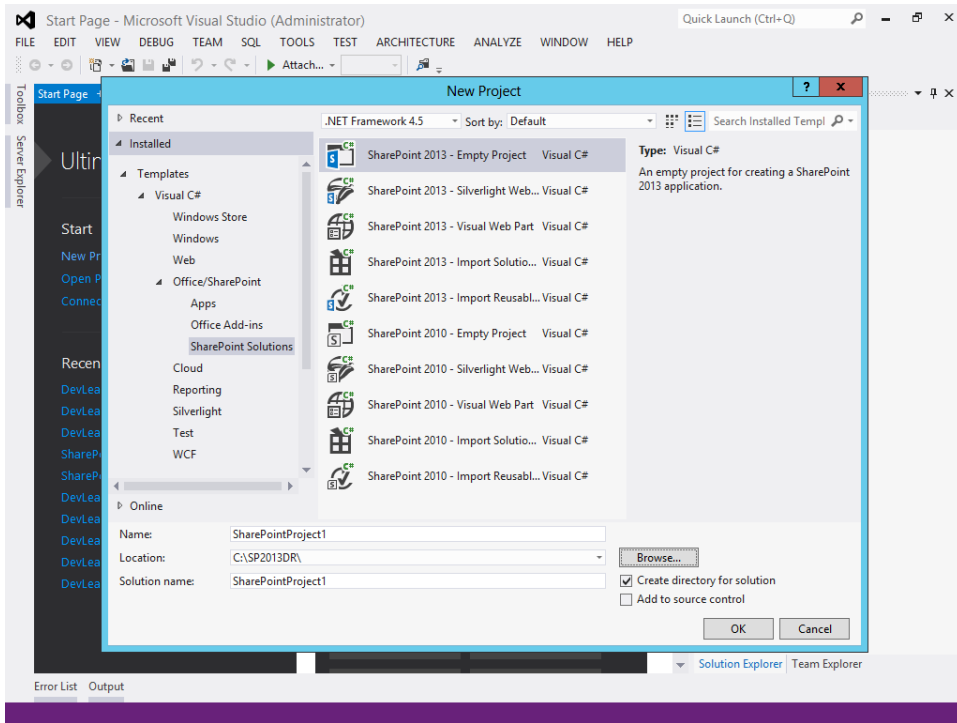 Start Page - Microsoft Visual Studio (Administrator)
Quick Launch (Ctrl+Q)
FILE EDIT VIEW DEBUG TEAM SQL TOOLS TEST ARCHITECTURE ANALYZE WINDOW HELP
Attach...
Toolbox
Server Explorer
Start Page
Ultim
Start
New Pr
Open P
Connec
Recen
DevLea
DevLea
DevLea
ShareP
ShareP
DevLea
DevLea
DevLea
DevLea
DevLea
New Project
? x
Recent
Installed
Templates
Visual C#
Windows Store
Windows
Web
Office/SharePoint
Apps
Office Add-ins
SharePoint Solutions
Cloud
Reporting
Silverlight
Test
WCF
Online
.NET Framework 4.5 Sort by: Default
Search Installed Templ
SharePoint 2013 - Empty Project Visual C#
SharePoint 2013 - Silverlight Web... Visual C#
SharePoint 2013 - Visual Web Part Visual C#
SharePoint 2013 - Import Solutio... Visual C#
SharePoint 2013 - Import Reusabl... Visual C#
SharePoint 2010 - Empty Project Visual C#
SharePoint 2010 - Silverlight Web... Visual C#
SharePoint 2010 - Visual Web Part Visual C#
SharePoint 2010 - Import Solutio... Visual C#
SharePoint 2010 - Import Reusabl... Visual C#
Type: Visual C#
An empty project for creating a SharePoint
2013 application.
Name: SharePointProject1
Location: C:\SP2013DR\
Browse...
Solution name: SharePointProject1
Create directory for solution
Add to source control
OK Cancel
Solution Explorer Team Explorer
Error List Output